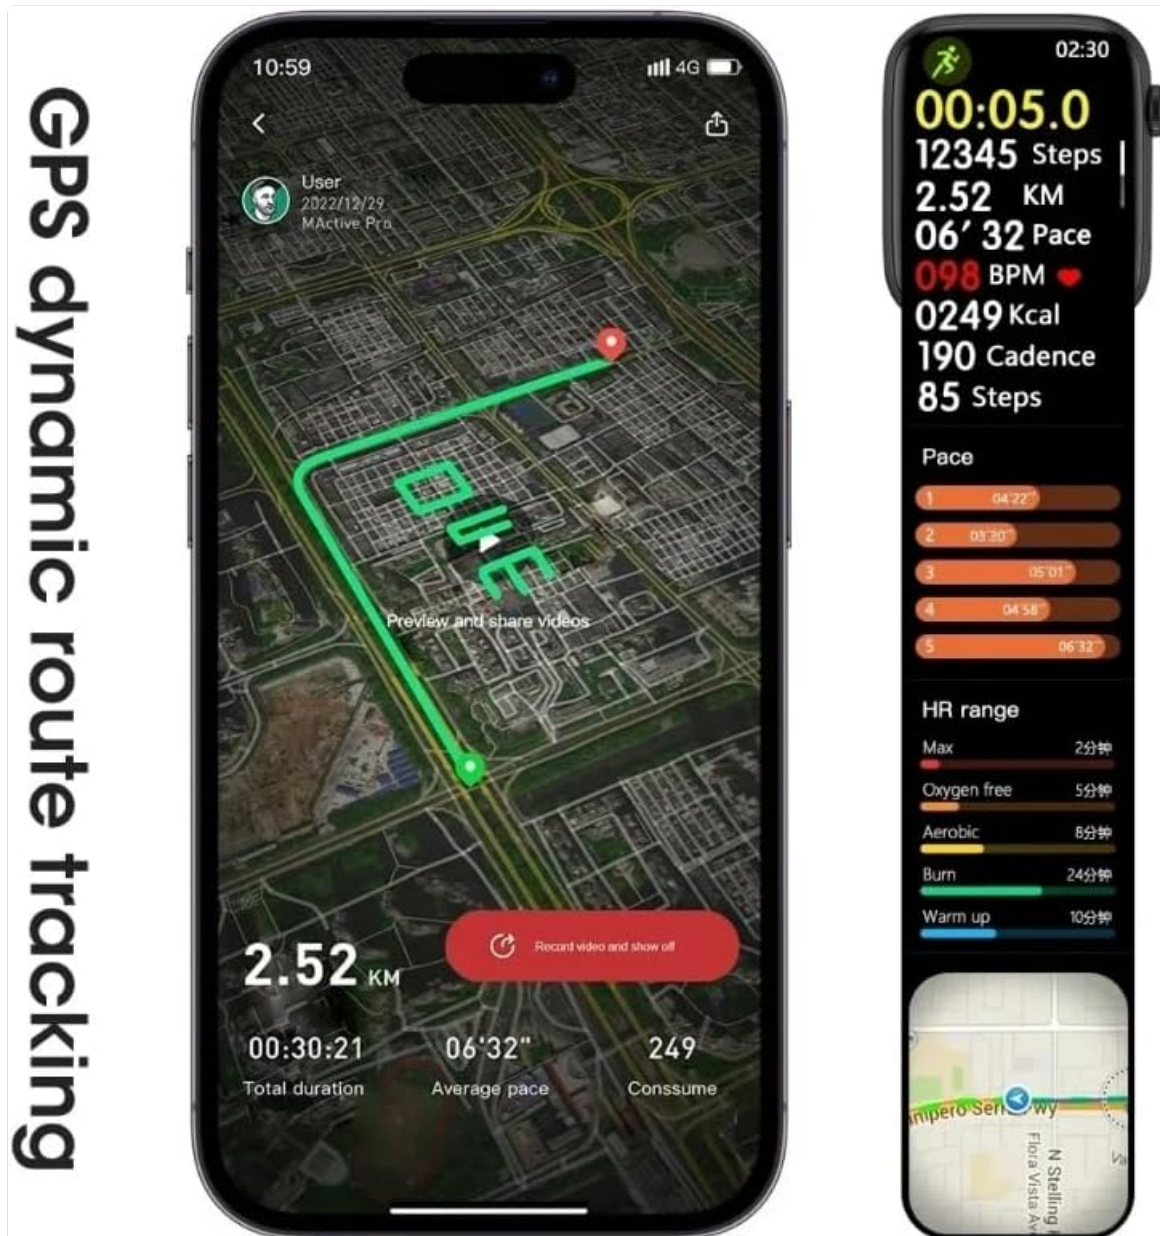 GPS dynamic route tracking
10:59
4G
User
2022/12/29
MActive Pro
Preview and share videos
2.52 KM
Record video and show off
00:30:21
06'32"
249
Total duration
Average pace
Conssume
02:30
00:05.0
12345 Steps
2.52 KM
06' 32 Pace
098 BPM
0249 Kcal
190 Cadence
85 Steps
Pace
1 04'22"
2 03'20"
3 05'01"
4 04'58"
5 06'32"
HR range
Max 2分钟
Oxygen free 5分钟
Aerobic 8分钟
Burn 24分钟
Warm up 10分钟
N Stelling
Flora Vista Av